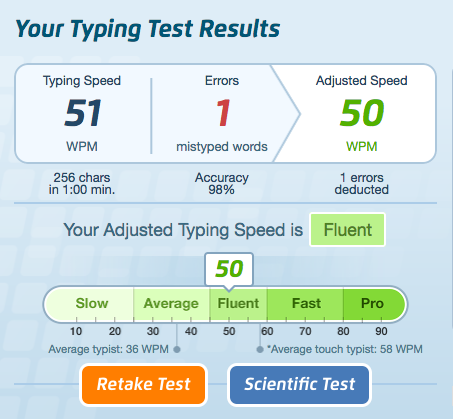 Your Typing Test Results
Typing Speed Errors Adjusted Speed
51 1 50
WPM mistyped words WPM
256 chars in 1:00 min.
Accuracy 98%
1 errors deducted
Your Adjusted Typing Speed is Fluent
50
Slow Average Fluent Fast Pro
10 20 30 40 50 60 70 80 90
Average typist: 36 WPM *Average touch typist: 58 WPM
Retake Test Scientific Test